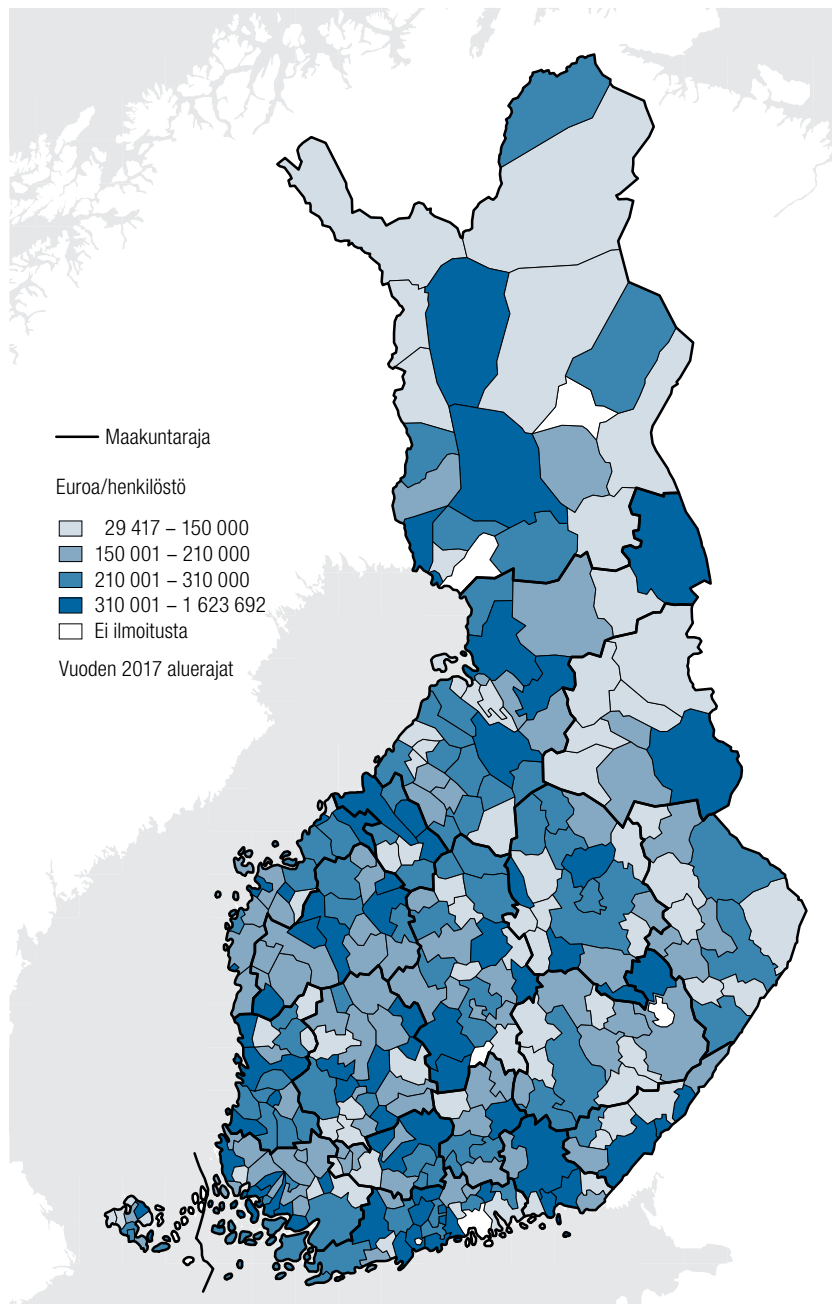 Maakuntaraja
Euroa/henkilöstö
29 417 – 150 000
150 001 – 210 000
210 001 – 310 000
310 001 – 1 623 692
Ei ilmoitusta
Vuoden 2017 aluerajat